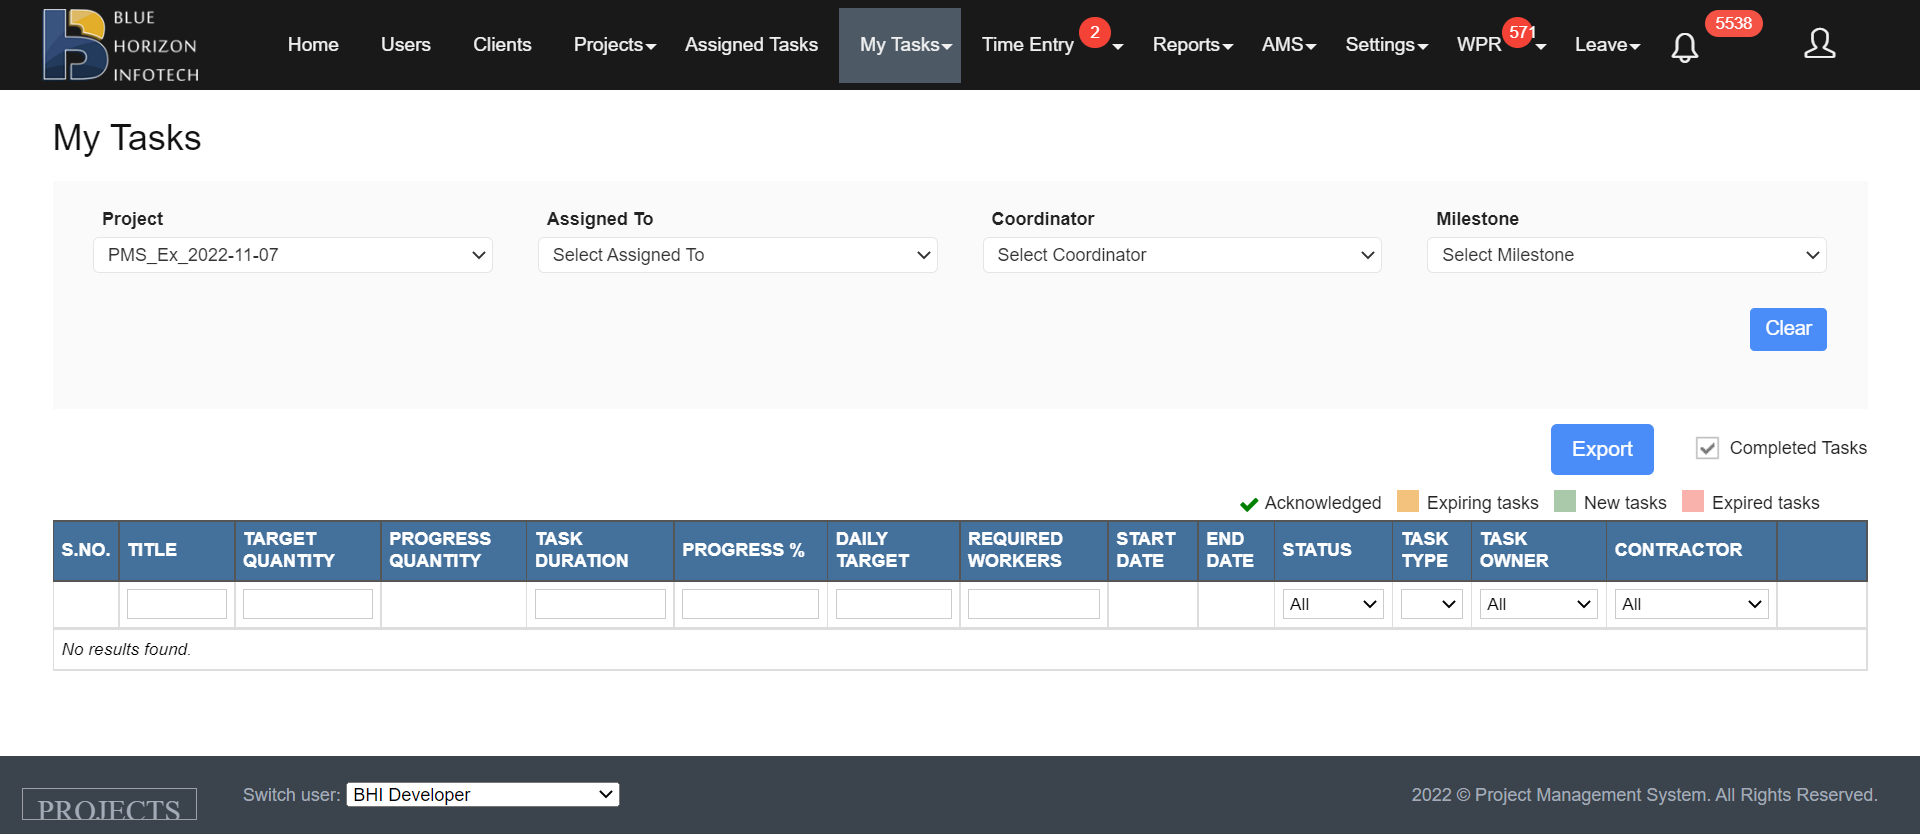 BLUE
HORIZON
INFOTECH
Home Users Clients Projects Assigned Tasks My Tasks Time Entry 2 Reports AMS Settings WPR 571 Leave 5538
My Tasks
Project Assigned To Coordinator Milestone
PMS_Ex_2022-11-07 Select Assigned To Select Coordinator Select Milestone
Clear
Export Completed Tasks
Acknowledged Expiring tasks New tasks Expired tasks
S.NO. TITLE TARGET QUANTITY PROGRESS QUANTITY TASK DURATION PROGRESS % DAILY TARGET REQUIRED WORKERS START DATE END DATE STATUS TASK TYPE TASK OWNER CONTRACTOR
All All All
No results found.
PROJECTS Switch user: BHI Developer 2022 © Project Management System. All Rights Reserved.